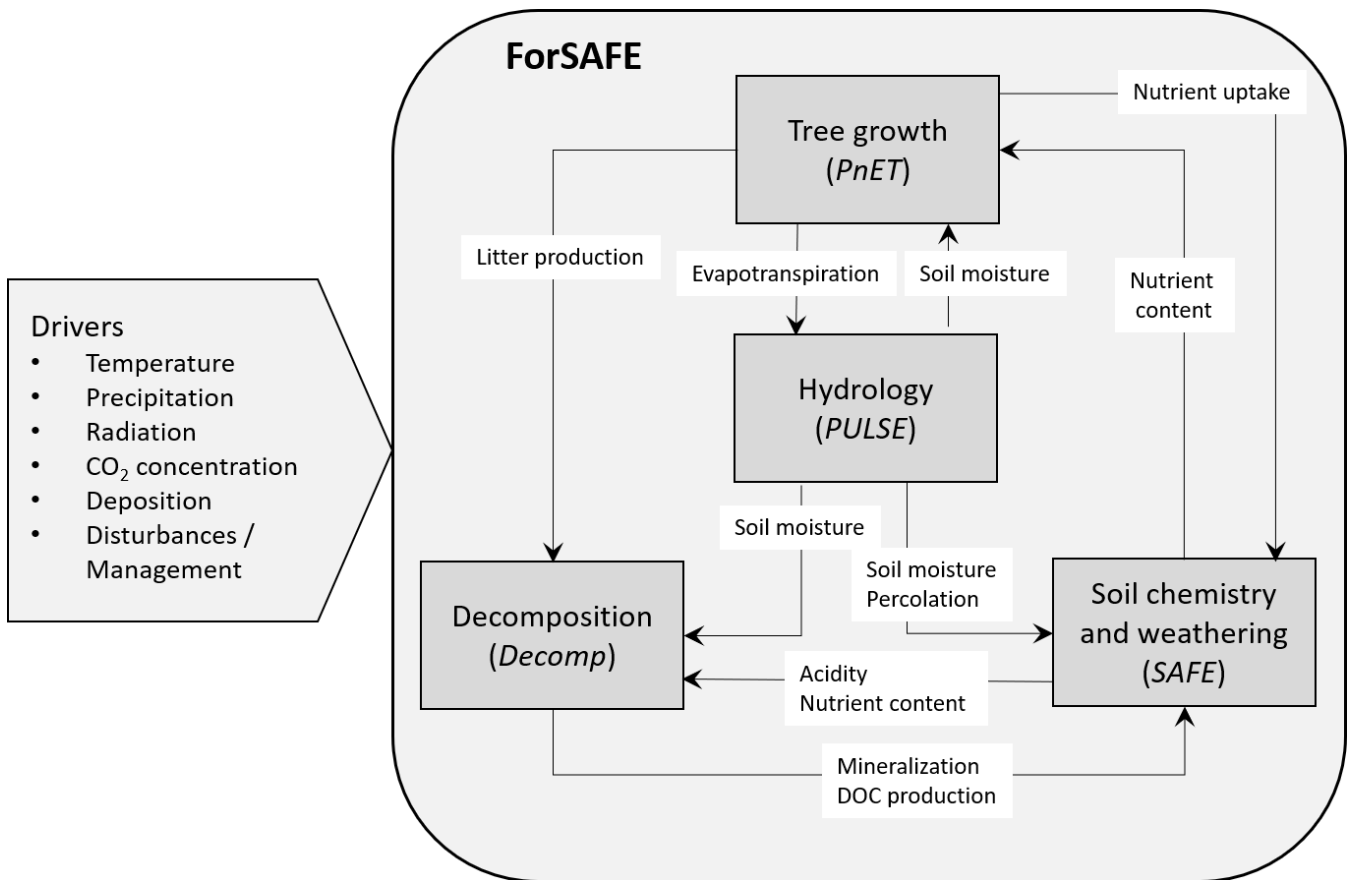 ForSAFE
Tree growth
(PnET)
Nutrient uptake
Litter production
Evapotranspiration
Soil moisture
Nutrient
content
Drivers
• Temperature
• Precipitation
• Radiation
• CO₂ concentration
• Deposition
• Disturbances /
Management
Hydrology
(PULSE)
Soil moisture
Soil moisture
Percolation
Decomposition
(Decomp)
Soil chemistry
and weathering
(SAFE)
Acidity
Nutrient content
Mineralization
DOC production